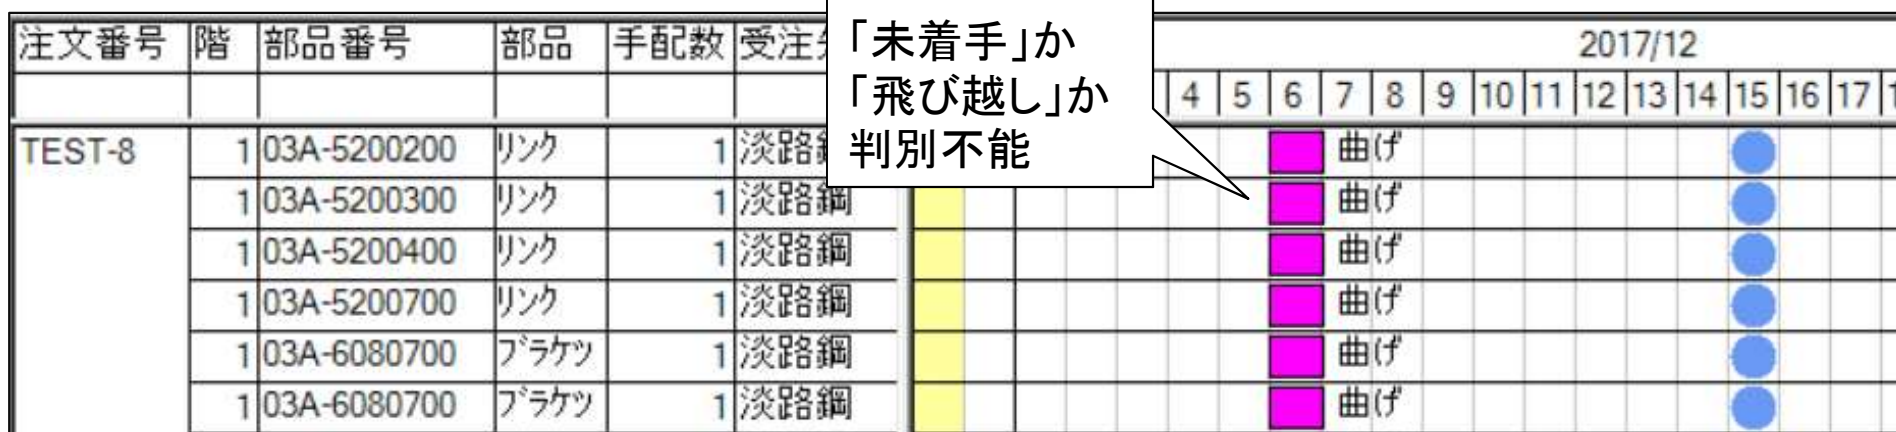 注文番号 階 部品番号 部品 手配数 受注
「未着手」か
「飛び越し」か
判別不能
2017/12
4 5 6 7 8 9 10 11 12 13 14 15 16 17
TEST-8 1 03A-5200200 リンク 1 淡路 曲げ
1 03A-5200300 リンク 1 淡路鋼 曲げ
1 03A-5200400 リンク 1 淡路鋼 曲げ
1 03A-5200700 リンク 1 淡路鋼 曲げ
1 03A-6080700 ブラケツ 1 淡路鋼 曲げ
1 03A-6080700 ブラケツ 1 淡路鋼 曲げ